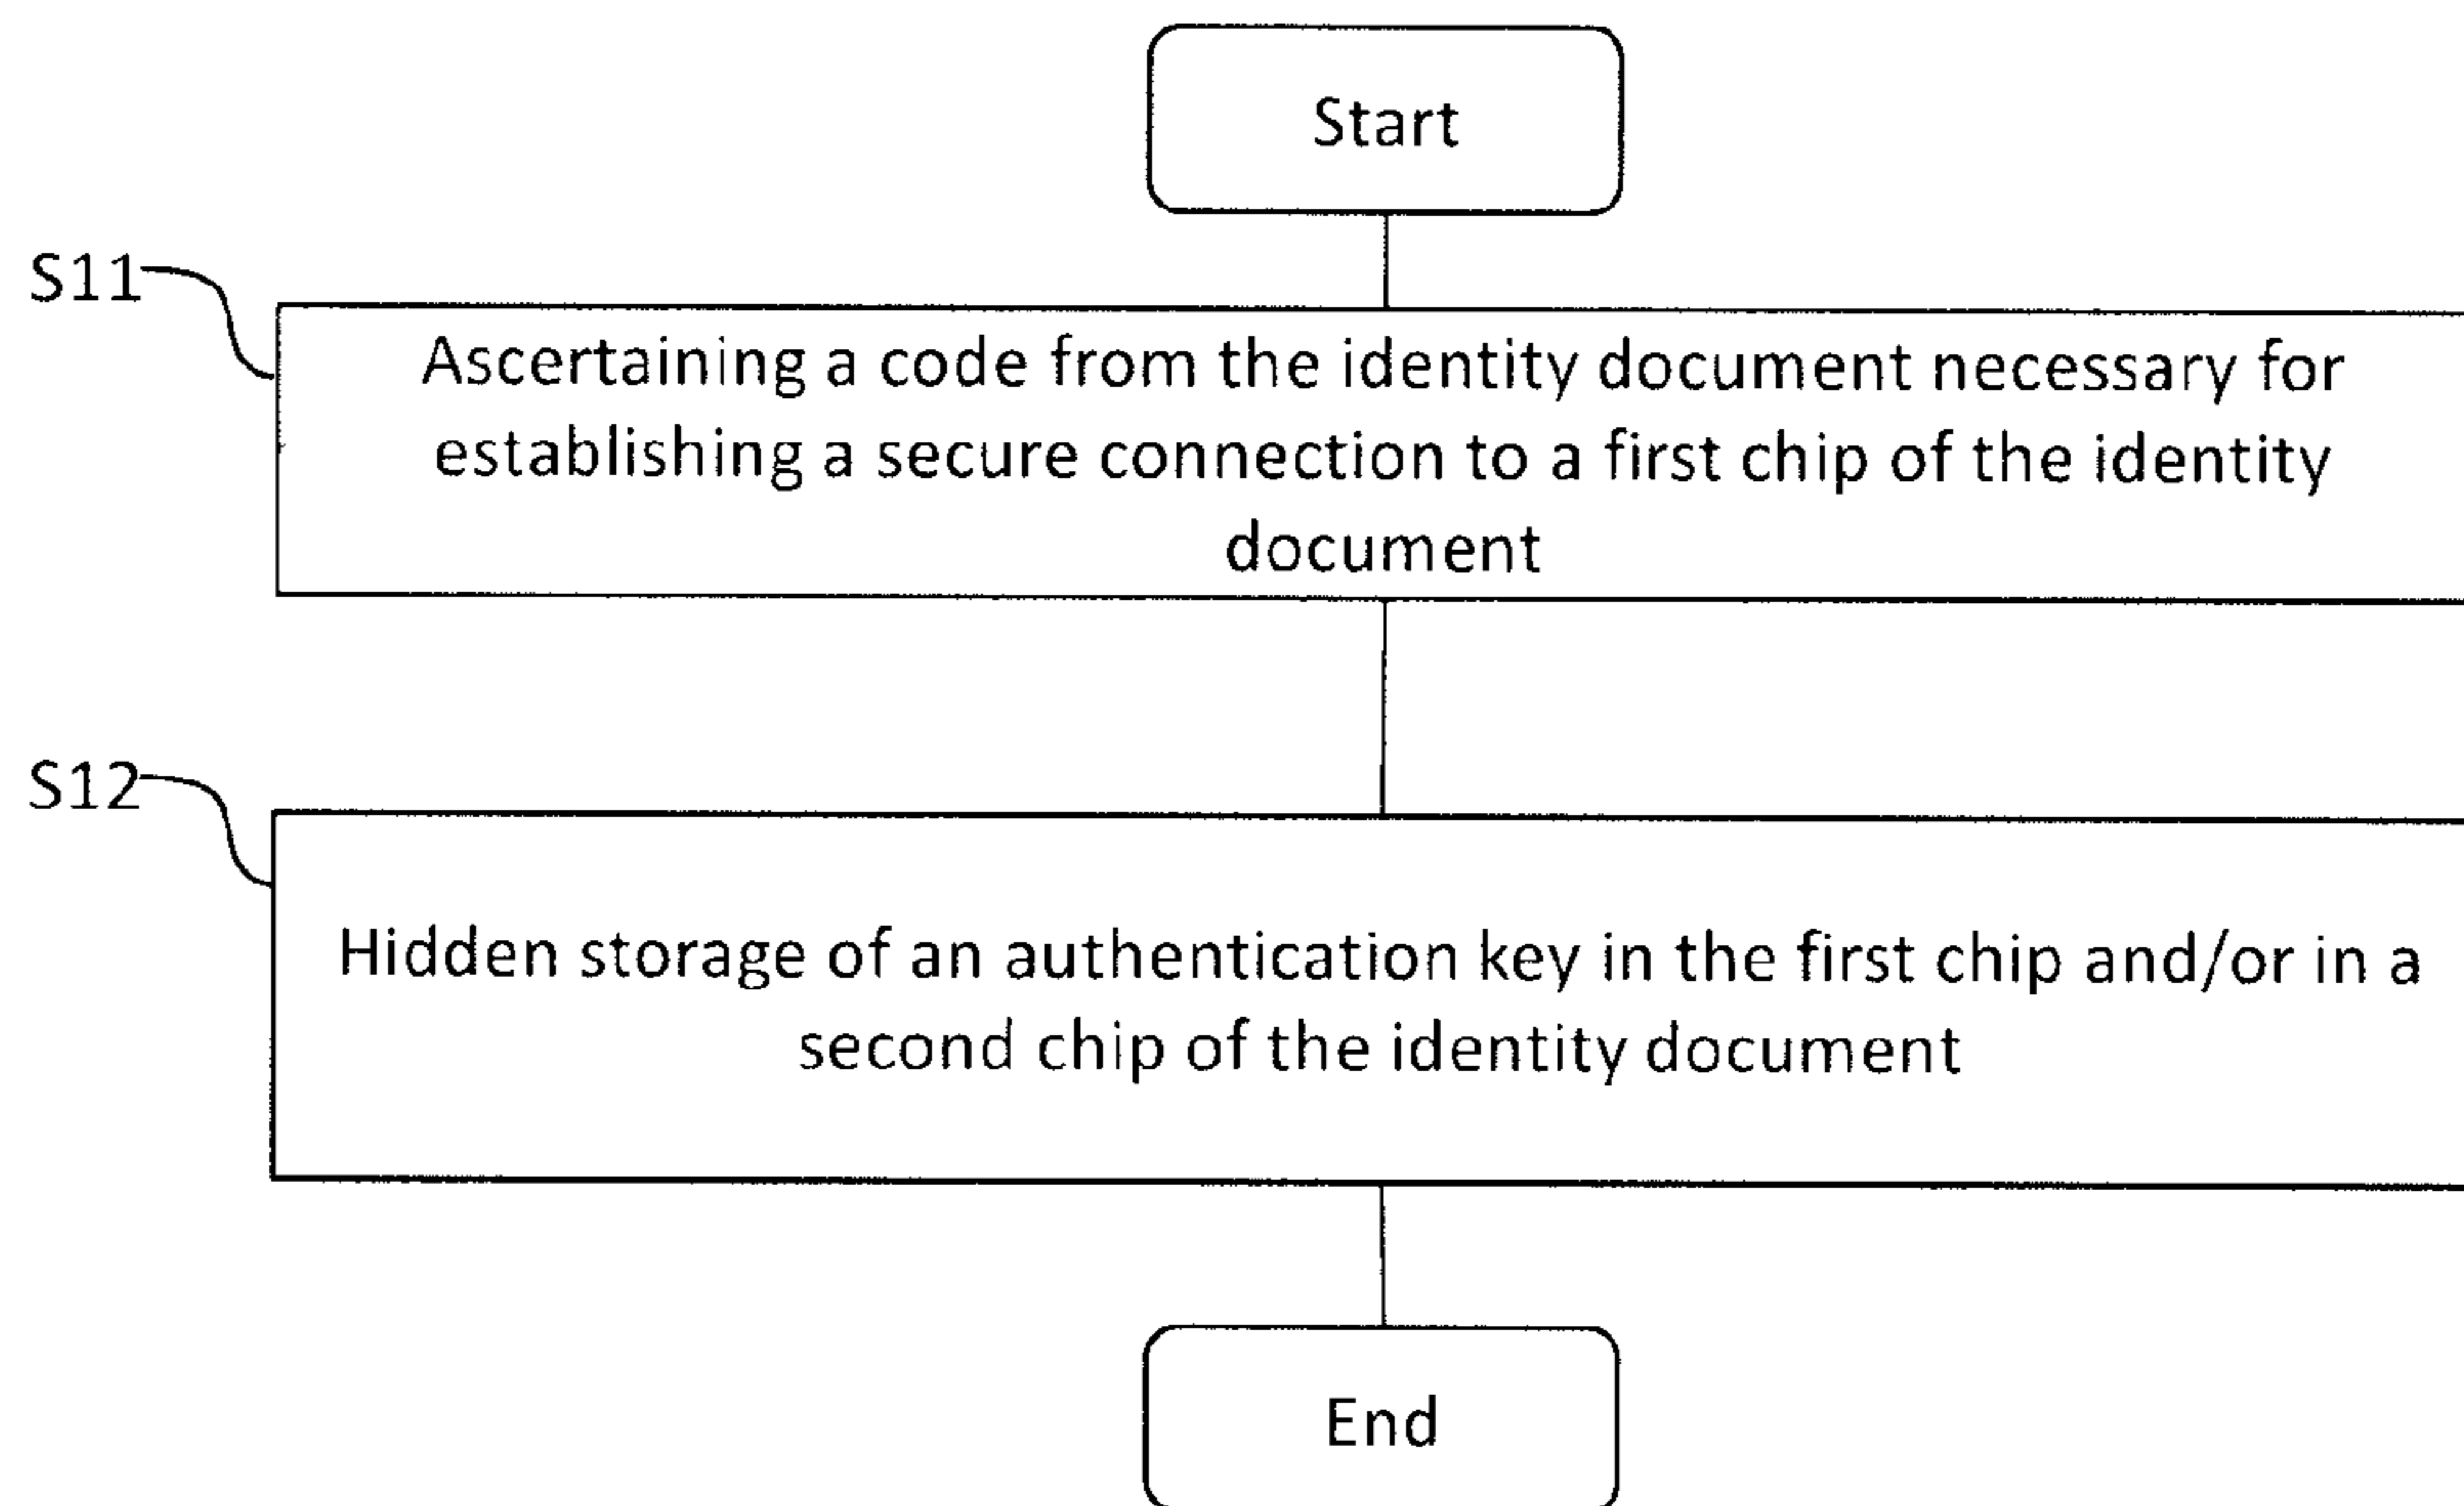 Start
S11
Ascertaining a code from the identity document necessary for
establishing a secure connection to a first chip of the identity
document
S12
Hidden storage of an authentication key in the first chip and/or in a
second chip of the identity document
End